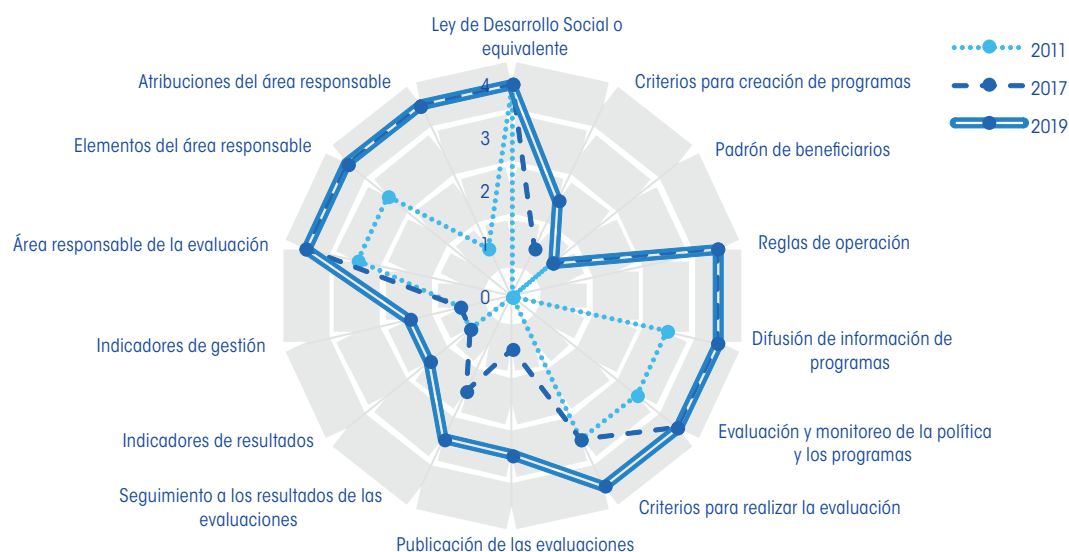 Ley de Desarrollo Social o
equivalente
Criterios para creación de programas
Padrón de beneficiarios
Reglas de operación
Difusión de información de
programas
Evaluación y monitoreo de la política
y los programas
Criterios para realizar la evaluación
Publicación de las evaluaciones
Seguimiento a los resultados de las
evaluaciones
Indicadores de resultados
Indicadores de gestión
Área responsable de la evaluación
Elementos del área responsable
Atribuciones del área responsable
4
3
2
1
0
2011
2017
2019